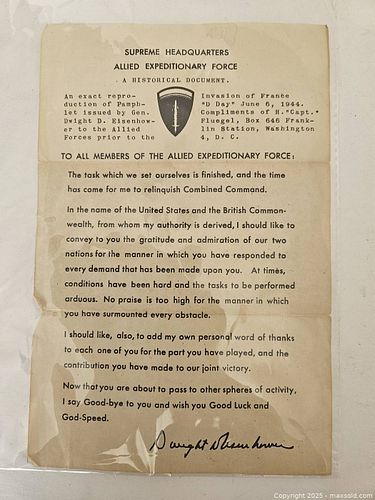 SUPREME HEADQUARTERS
ALLIED EXPEDITIONARY FORCE
A HISTORICAL DOCUMENT.
An exact repro-
duction of Pamph-
let issued by Gen.
Dwight D. Eisenhow-
er to the Allied
Forces prior to the
Invasion of France
"D Day" June 6, 1944.
Compliments of H."Capt."
Fluegel, Box 646 Frank-
lin Station, Washington
4, D. C.
TO ALL MEMBERS OF THE ALLIED EXPEDITIONARY FORCE:
The task which we set ourselves is finished, and the time
has come for me to relinquish Combined Command.
In the name of the United States and the British Common-
wealth, from whom my authority is derived, I should like to
convey to you the gratitude and admiration of our two
nations for the manner in which you have responded to
every demand that has been made upon you. At times,
conditions have been hard and the tasks to be performed
arduous. No praise is too high for the manner in which
you have surmounted every obstacle.
I should like, also, to add my own personal word of thanks
to each one of you for the part you have played, and the
contribution you have made to our joint victory.
Now that you are about to pass to other spheres of activity,
I say Good-bye to you and wish you Good Luck and
God-Speed.
Dwight D Eisenhower
Copyright 2025 - maxsold.com